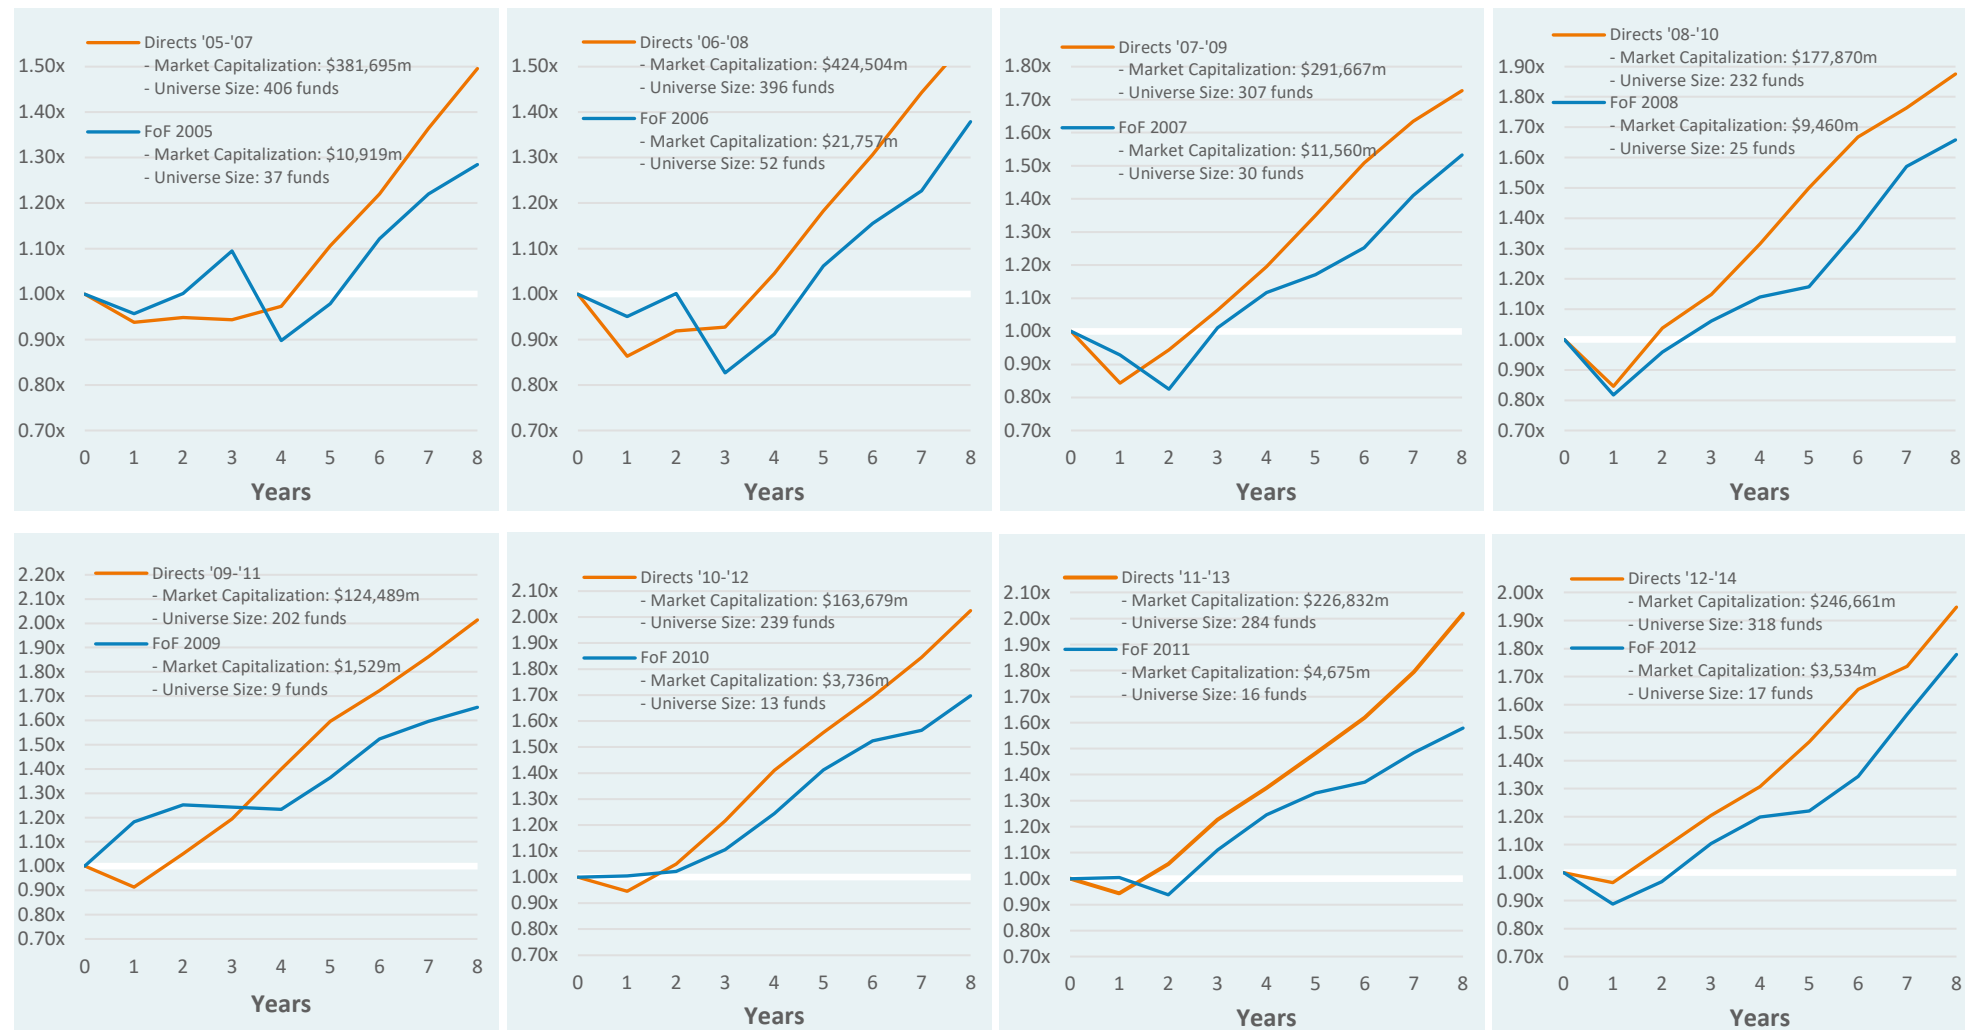 Directs '05-'07
- Market Capitalization: $381,695m
- Universe Size: 406 funds
FoF 2005
- Market Capitalization: $10,919m
- Universe Size: 37 funds
1.50x
1.40x
1.30x
1.20x
1.10x
1.00x
0.90x
0.80x
0.70x
0 1 2 3 4 5 6 7 8
Years
Directs '06-'08
- Market Capitalization: $424,504m
- Universe Size: 396 funds
FoF 2006
- Market Capitalization: $21,757m
- Universe Size: 52 funds
1.50x
1.40x
1.30x
1.20x
1.10x
1.00x
0.90x
0.80x
0.70x
0 1 2 3 4 5 6 7 8
Years
Directs '07-'09
- Market Capitalization: $291,667m
- Universe Size: 307 funds
FoF 2007
- Market Capitalization: $11,560m
- Universe Size: 30 funds
1.80x
1.70x
1.60x
1.50x
1.40x
1.30x
1.20x
1.10x
1.00x
0.90x
0.80x
0.70x
0 1 2 3 4 5 6 7 8
Years
Directs '08-'10
- Market Capitalization: $177,870m
- Universe Size: 232 funds
FoF 2008
- Market Capitalization: $9,460m
- Universe Size: 25 funds
1.90x
1.80x
1.70x
1.60x
1.50x
1.40x
1.30x
1.20x
1.10x
1.00x
0.90x
0.80x
0.70x
0 1 2 3 4 5 6 7 8
Years
Directs '09-'11
- Market Capitalization: $124,489m
- Universe Size: 202 funds
FoF 2009
- Market Capitalization: $1,529m
- Universe Size: 9 funds
2.20x
2.10x
2.00x
1.90x
1.80x
1.70x
1.60x
1.50x
1.40x
1.30x
1.20x
1.10x
1.00x
0.90x
0.80x
0.70x
0 1 2 3 4 5 6 7 8
Years
Directs '10-'12
- Market Capitalization: $163,679m
- Universe Size: 239 funds
FoF 2010
- Market Capitalization: $3,736m
- Universe Size: 13 funds
2.10x
2.00x
1.90x
1.80x
1.70x
1.60x
1.50x
1.40x
1.30x
1.20x
1.10x
1.00x
0.90x
0.80x
0.70x
0 1 2 3 4 5 6 7 8
Years
Directs '11-'13
- Market Capitalization: $226,832m
- Universe Size: 284 funds
FoF 2011
- Market Capitalization: $4,675m
- Universe Size: 16 funds
2.10x
2.00x
1.90x
1.80x
1.70x
1.60x
1.50x
1.40x
1.30x
1.20x
1.10x
1.00x
0.90x
0.80x
0.70x
0 1 2 3 4 5 6 7 8
Years
Directs '12-'14
- Market Capitalization: $246,661m
- Universe Size: 318 funds
FoF 2012
- Market Capitalization: $3,534m
- Universe Size: 17 funds
2.00x
1.90x
1.80x
1.70x
1.60x
1.50x
1.40x
1.30x
1.20x
1.10x
1.00x
0.90x
0.80x
0.70x
0 1 2 3 4 5 6 7 8
Years